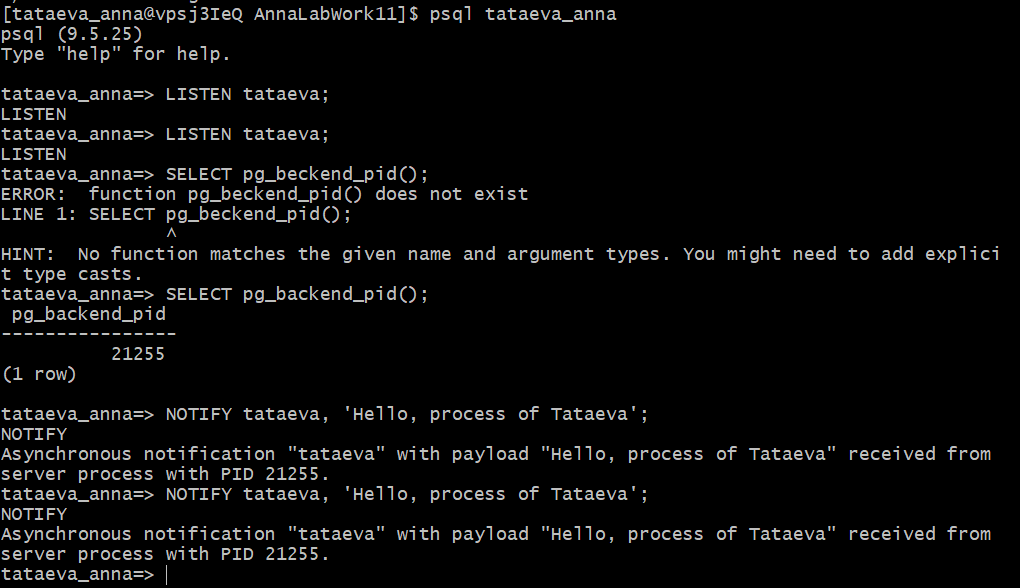 [tataeva_anna@vpsj3IeQ AnnaLabWork11]$ psql tataeva_anna
psql (9.5.25)
Type "help" for help.

tataeva_anna=> LISTEN tataeva;
LISTEN
tataeva_anna=> LISTEN tataeva;
LISTEN
tataeva_anna=> SELECT pg_beckend_pid();
ERROR:  function pg_beckend_pid() does not exist
LINE 1: SELECT pg_beckend_pid();
               ^
HINT:  No function matches the given name and argument types. You might need to add explici
t type casts.
tataeva_anna=> SELECT pg_backend_pid();
 pg_backend_pid
----------------
          21255
(1 row)

tataeva_anna=> NOTIFY tataeva, 'Hello, process of Tataeva';
NOTIFY
Asynchronous notification "tataeva" with payload "Hello, process of Tataeva" received from
server process with PID 21255.
tataeva_anna=> NOTIFY tataeva, 'Hello, process of Tataeva';
NOTIFY
Asynchronous notification "tataeva" with payload "Hello, process of Tataeva" received from
server process with PID 21255.
tataeva_anna=>